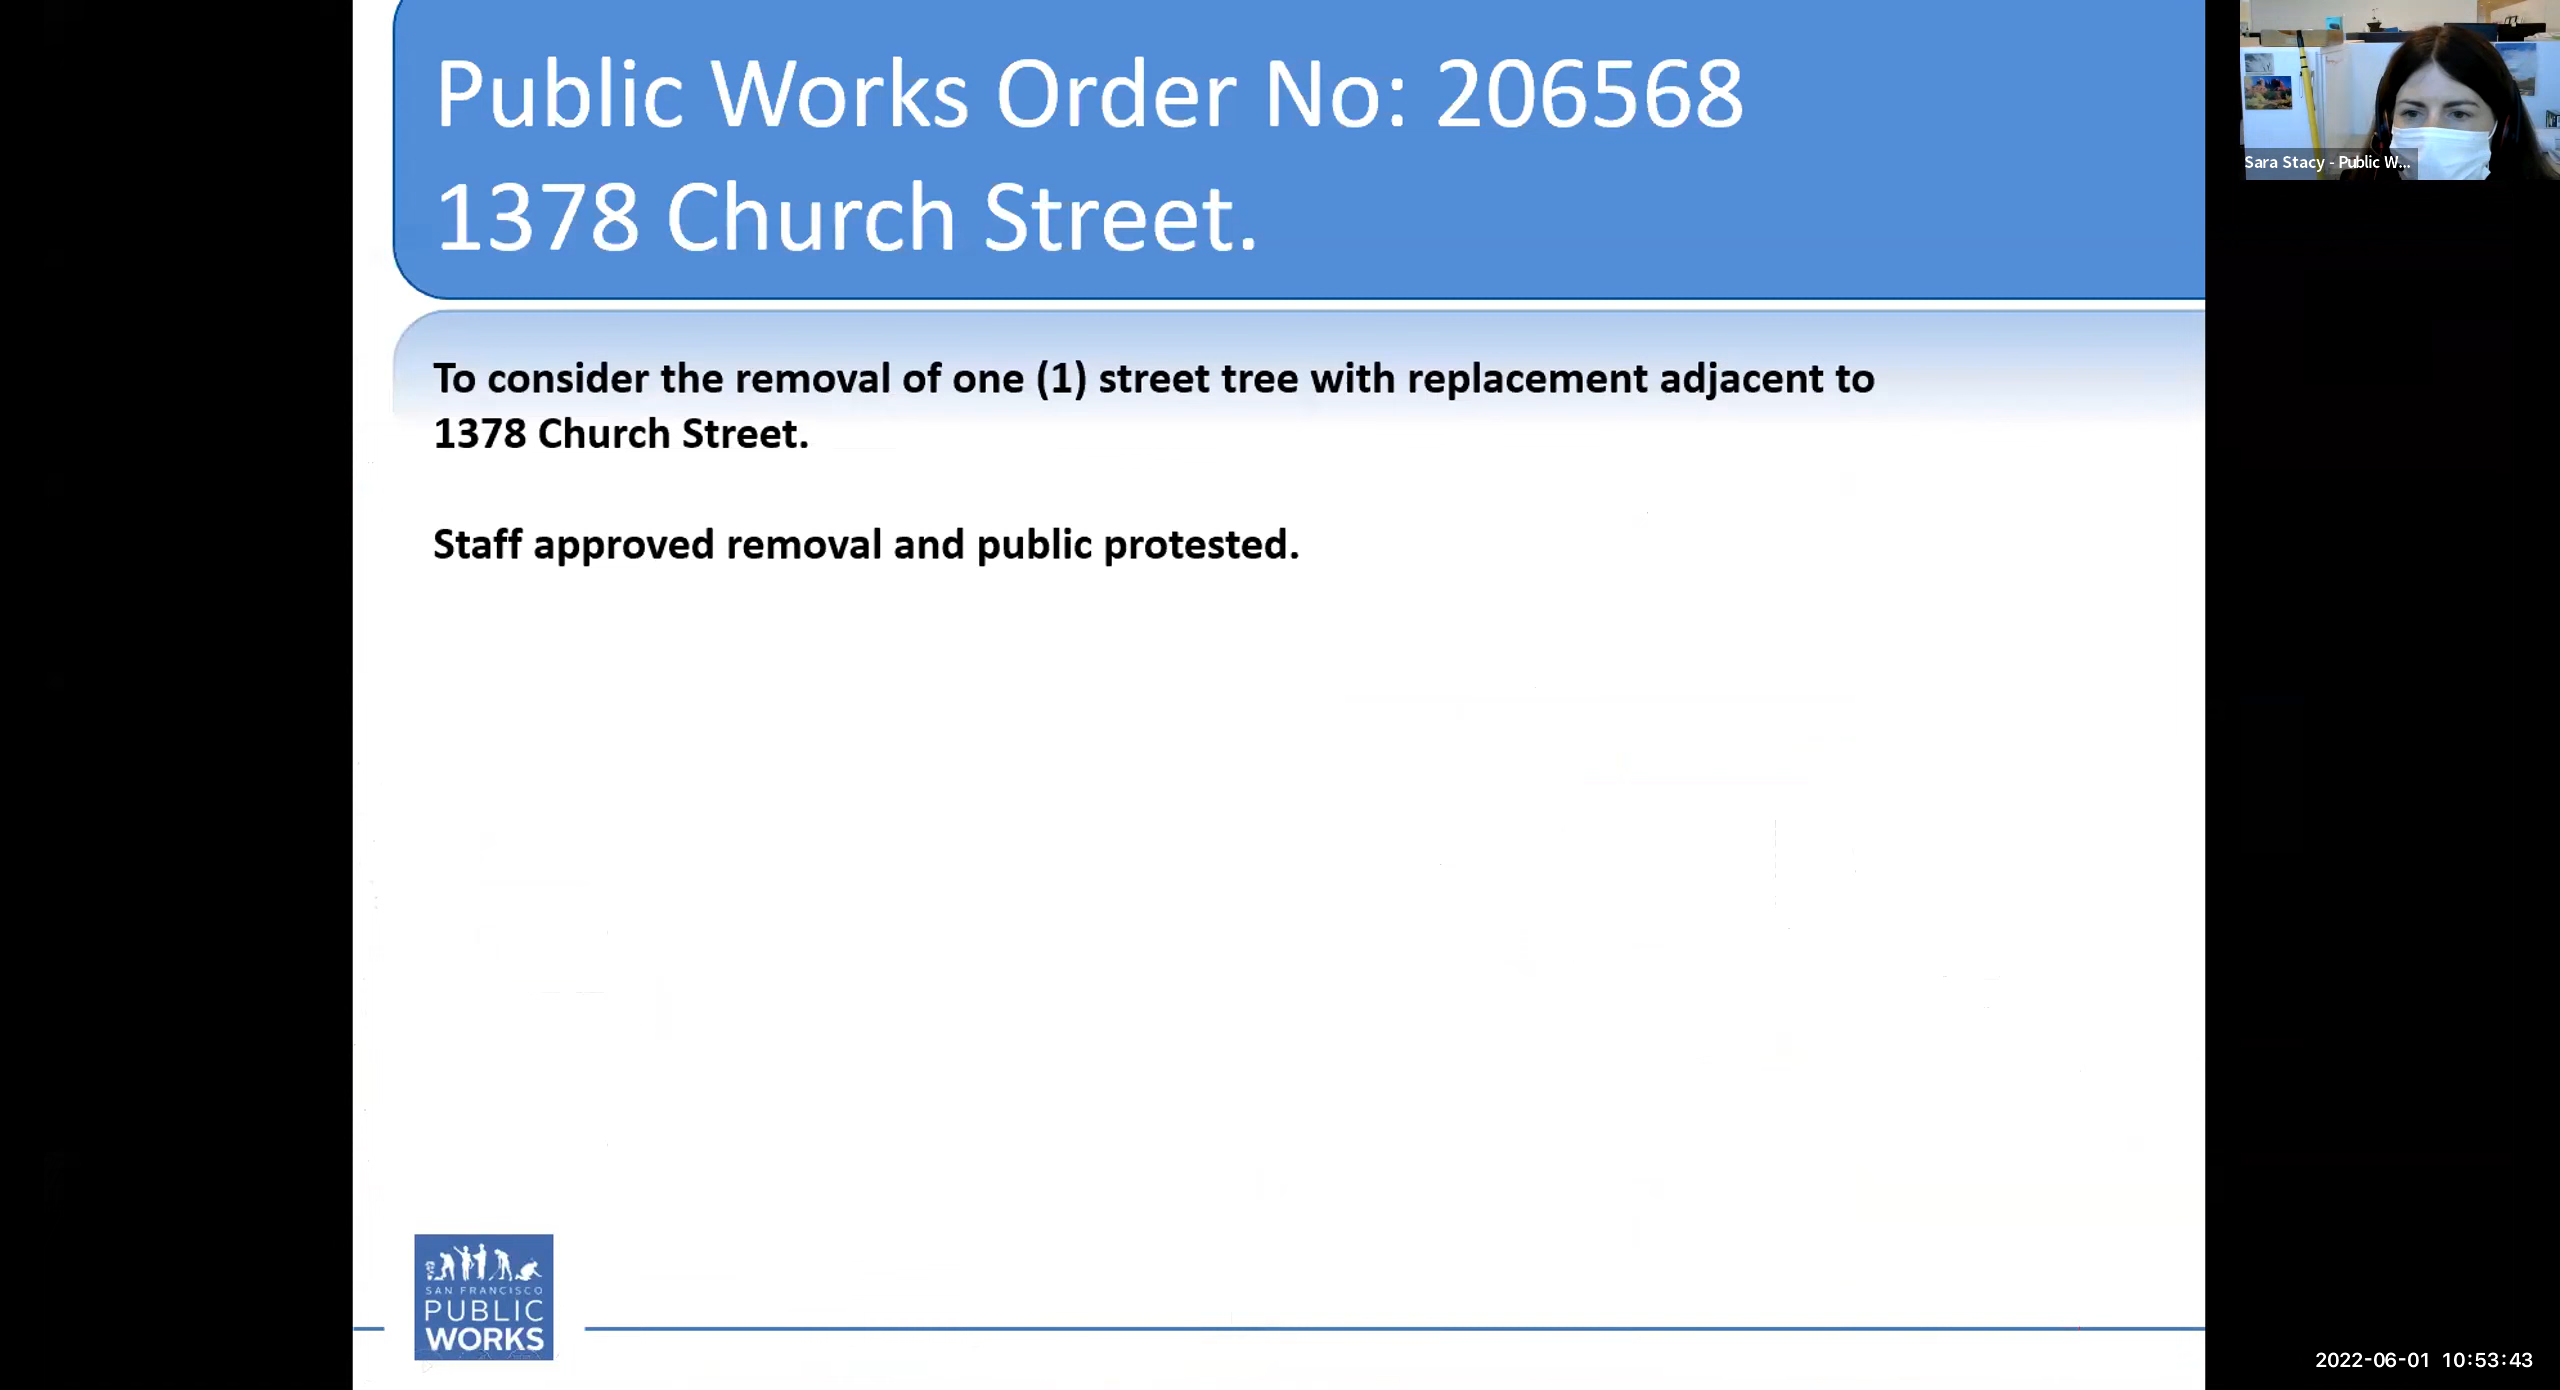 Public Works Order No: 206568
1378 Church Street.
Sara Stacy - Public W...
To consider the removal of one (1) street tree with replacement adjacent to
1378 Church Street.
Staff approved removal and public protested.
SAN FRANCISCO
PUBLIC
WORKS
2022-06-01 10:53:43